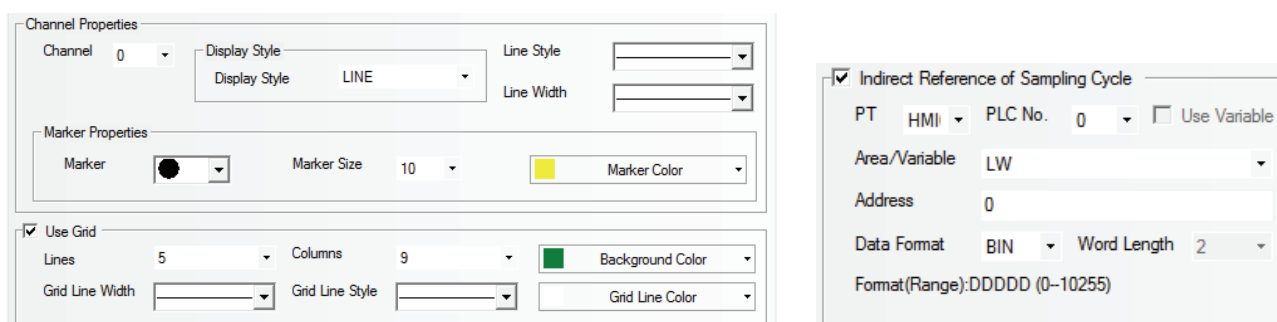 Channel Properties
Channel 0
Display Style
Display Style LINE
Line Style
Line Width
Marker Properties
Marker Marker Size 10 Marker Color
Use Grid
Lines 5 Columns 9 Background Color
Grid Line Width Grid Line Style Grid Line Color
Indirect Reference of Sampling Cycle
PT HMI PLC No. 0 Use Variable
Area/Variable LW
Address 0
Data Format BIN Word Length 2
Format(Range):DDDDD (0--10255)